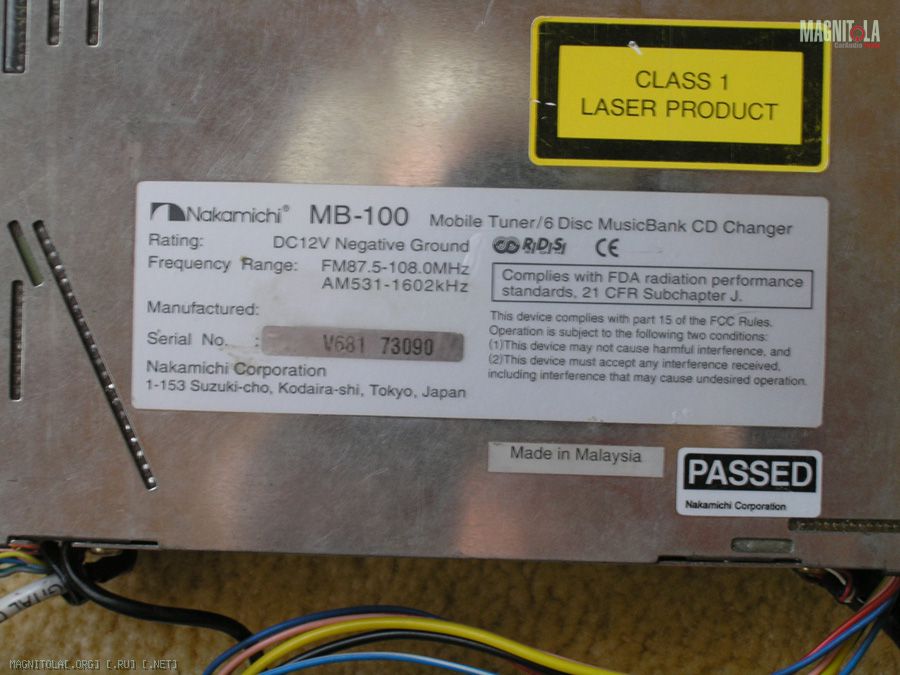 MAGNITOLA
CLASS 1
LASER PRODUCT
Nakamichi® MB-100 Mobile Tuner/6 Disc MusicBank CD Changer
Rating: DC12V Negative Ground R.D.S CE
Frequency Range: FM87.5-108.0MHz
AM531-1602kHz
Complies with FDA radiation performance
standards, 21 CFR Subchapter J.
Manufactured:
Serial No. : V681 73090
Nakamichi Corporation
1-153 Suzuki-cho, Kodaira-shi, Tokyo, Japan
This device complies with part 15 of the FCC Rules.
Operation is subject to the following two conditions:
(1)This device may not cause harmful interference, and
(2)This device must accept any interference received,
including interference that may cause undesired operation.
Made in Malaysia
PASSED
Nakamichi Corporation
MAGNITOLA[.ORG] [.RU] [.NET]